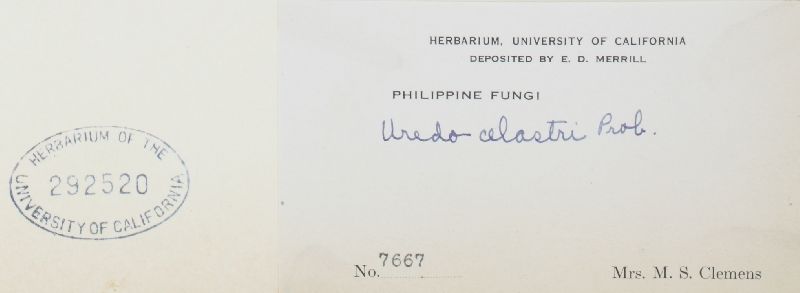 HERBARIUM OF THE
292520
UNIVERSITY OF CALIFORNIA
HERBARIUM, UNIVERSITY OF CALIFORNIA
DEPOSITED BY E. D. MERRILL
PHILIPPINE FUNGI
Uredo celastri Prob.
No. 7667
Mrs. M. S. Clemens